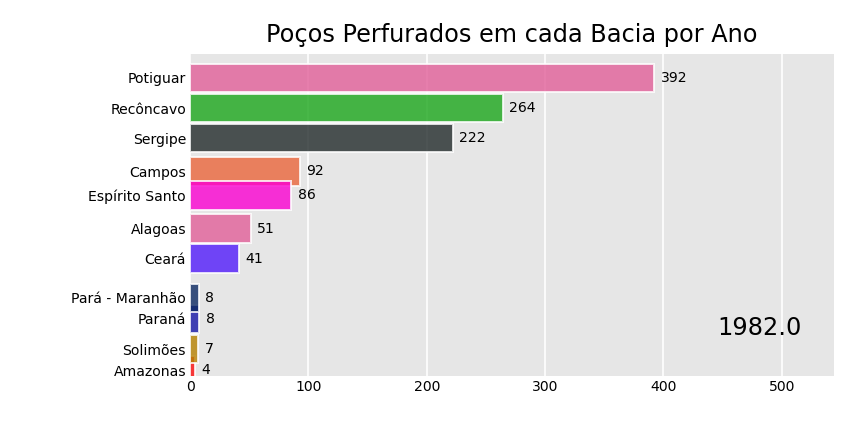 Poços Perfurados em cada Bacia por Ano
Potiguar 392
Recôncavo 264
Sergipe 222
Campos 92
Espírito Santo 86
Alagoas 51
Ceará 41
Pará - Maranhão 8
Paraná 8
1982.0
Solimões 7
Amazonas 4
0 100 200 300 400 500